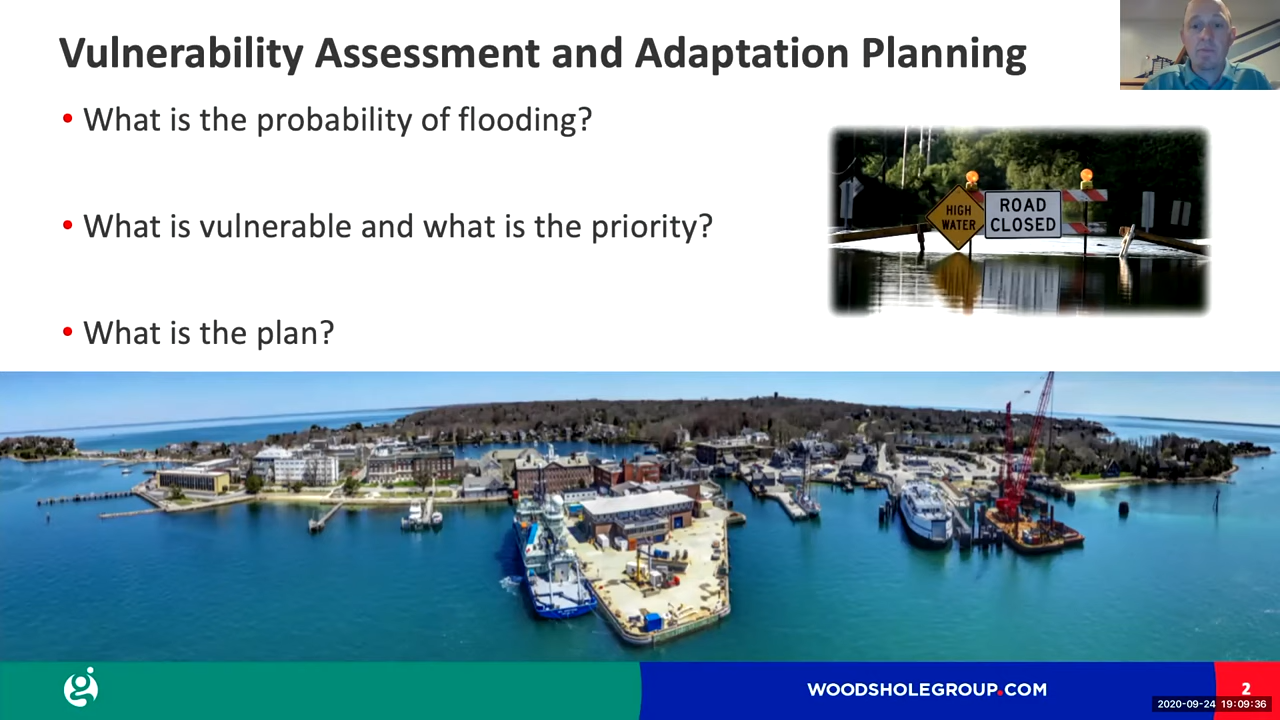 Vulnerability Assessment and Adaptation Planning
• What is the probability of flooding?
• What is vulnerable and what is the priority?
• What is the plan?
HIGH
WATER
ROAD
CLOSED
WOODSHOLEGROUP.COM
2
2020-09-24 19:09:36